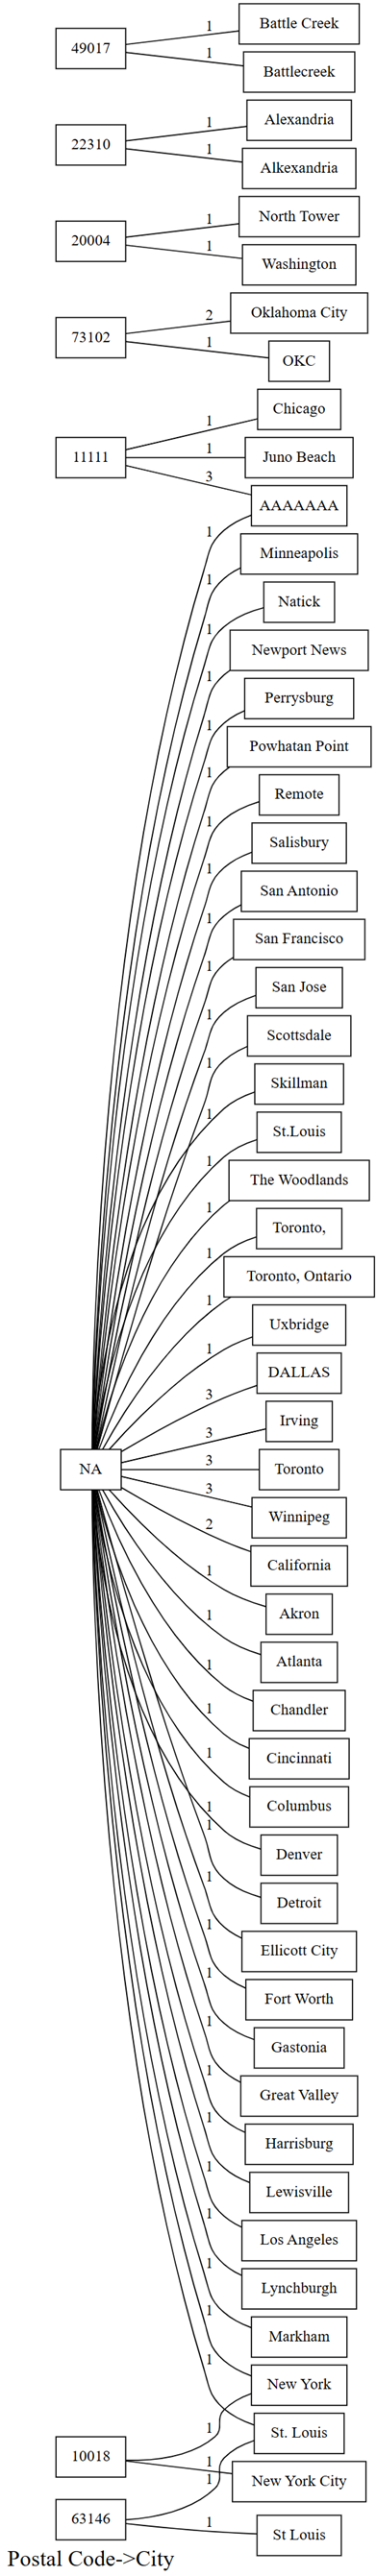 49017
1
Battle Creek
1
Battlecreek
22310
1
Alexandria
1
Alkexandria
20004
1
North Tower
1
Washington
73102
2
Oklahoma City
1
OKC
11111
1
Chicago
1
Juno Beach
3
AAAAAAA
1
1
Minneapolis
1
Natick
1
Newport News
1
Perrysburg
1
Powhatan Point
1
Remote
1
Salisbury
1
San Antonio
1
San Francisco
1
San Jose
1
Scottsdale
1
Skillman
1
St.Louis
1
The Woodlands
1
Toronto,
1
Toronto, Ontario
1
Uxbridge
3
DALLAS
3
Irving
NA
3
Toronto
3
Winnipeg
2
California
1
Akron
1
Atlanta
1
Chandler
1
Cincinnati
1
Columbus
1
Denver
1
Detroit
1
Ellicott City
1
Fort Worth
1
Gastonia
1
Great Valley
1
Harrisburg
1
Lewisville
1
Los Angeles
1
Lynchburgh
1
Markham
1
New York
1
St. Louis
10018
1
1
New York City
63146
1
1
St Louis
Postal Code->City